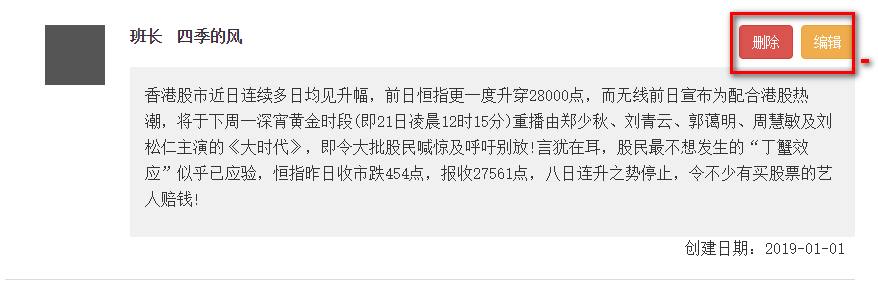 班长 四季的风
删除 编辑
香港股市近日连续多日均见升幅，前日恒指更一度升穿28000点，而无线前日宣布为配合港股热
潮，将于下周一深宵黄金时段(即21日凌晨12时15分)重播由郑少秋、刘青云、郭蔼明、周慧敏及刘
松仁主演的《大时代》，即令大批股民喊惊及呼吁别放!言犹在耳，股民最不想发生的“丁蟹效
应”似乎已应验，恒指昨日收市跌454点，报收27561点，八日连升之势停止，令不少有买股票的艺
人赔钱!
创建日期：2019-01-01